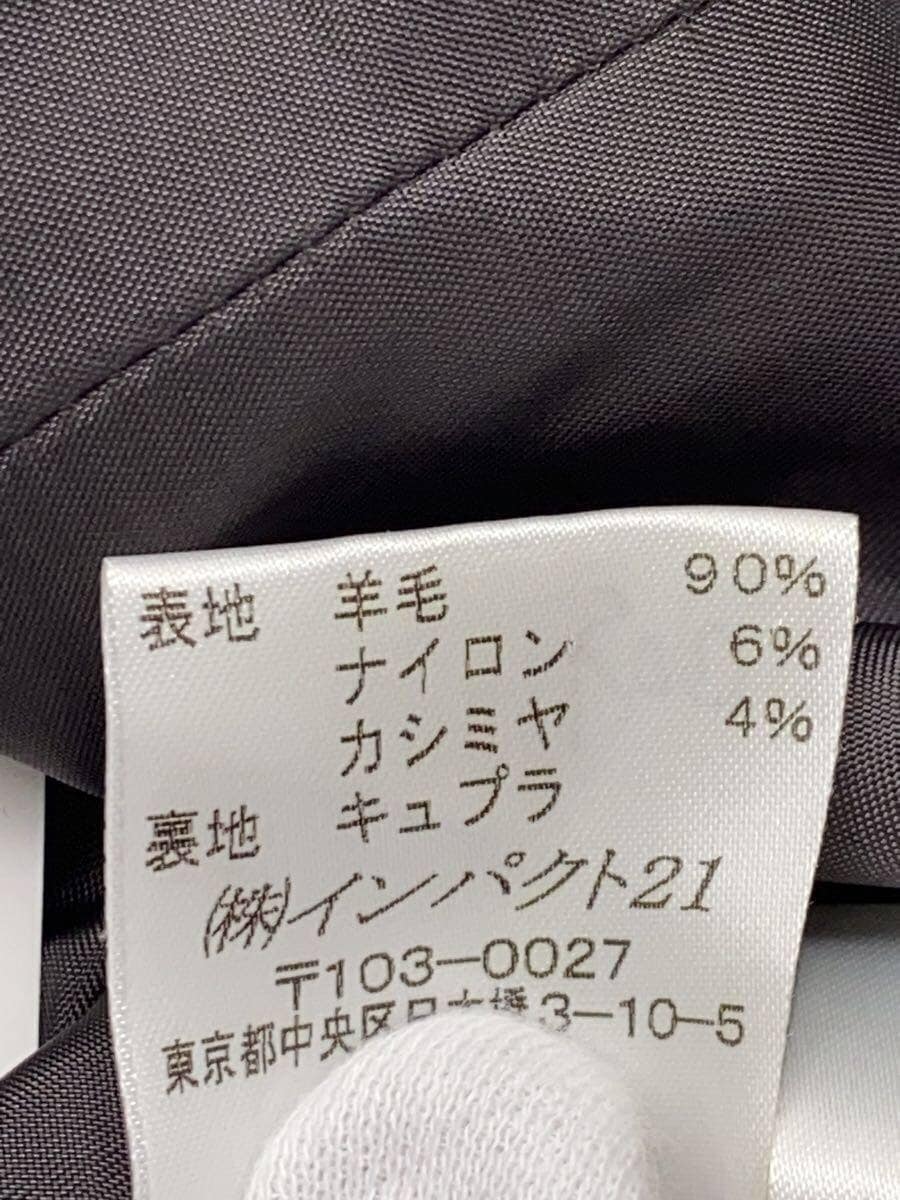 表地 羊毛 90%
ナイロン 6%
カシミヤ 4%
裏地 キュプラ
(株)インパクト21
〒103-0027
東京都中央区日本橋3-10-5